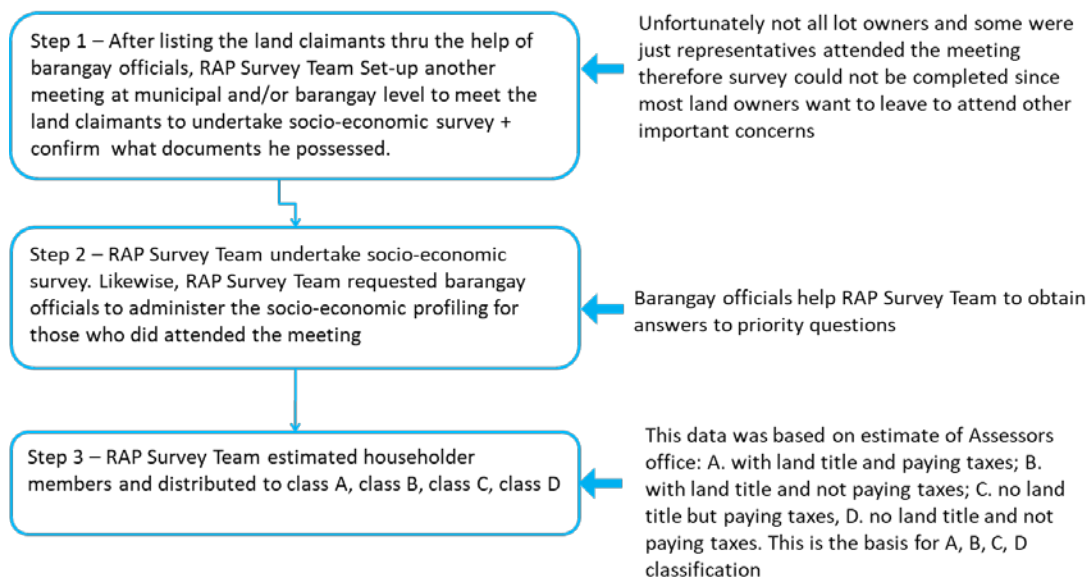 Step 1 – After listing the land claimants thru the help of
barangay officials, RAP Survey Team Set-up another
meeting at municipal and/or barangay level to meet the
land claimants to undertake socio-economic survey +
confirm what documents he possessed.
Unfortunately not all lot owners and some were
just representatives attended the meeting
therefore survey could not be completed since
most land owners want to leave to attend other
important concerns
Step 2 – RAP Survey Team undertake socio-economic
survey. Likewise, RAP Survey Team requested barangay
officials to administer the socio-economic profiling for
those who did attended the meeting
Barangay officials help RAP Survey Team to obtain
answers to priority questions
Step 3 – RAP Survey Team estimated householder
members and distributed to class A, class B, class C, class D
This data was based on estimate of Assessors
office: A. with land title and paying taxes; B.
with land title and not paying taxes; C. no land
title but paying taxes, D. no land title and not
paying taxes. This is the basis for A, B, C, D
classification